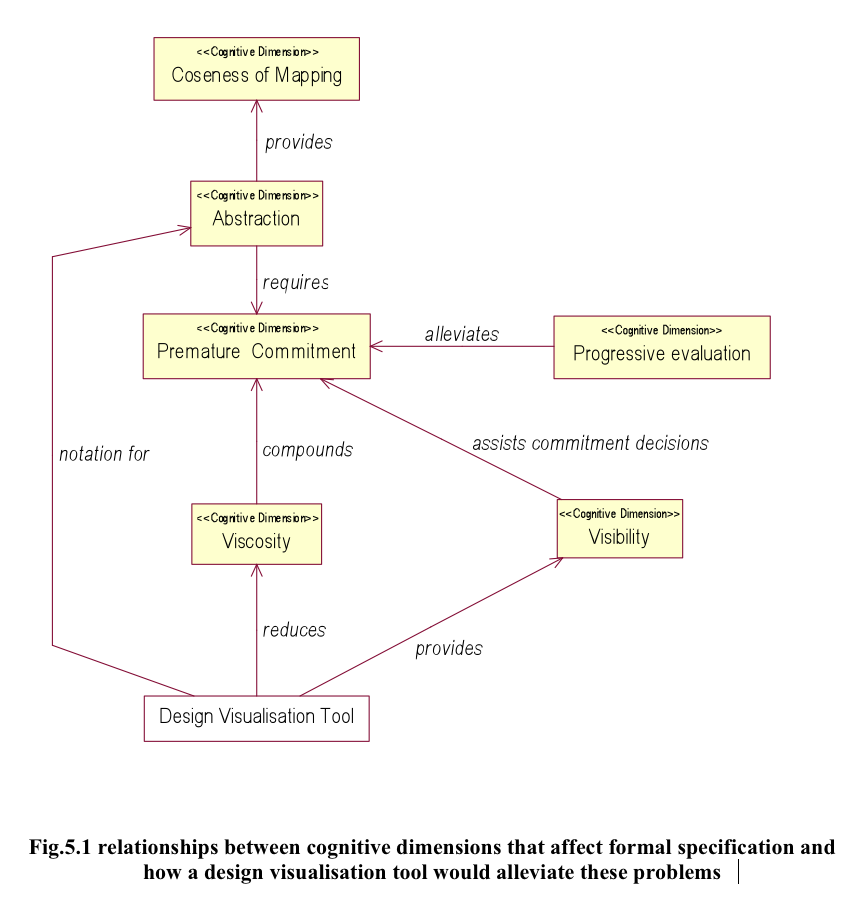 <<Cognitive Dimension>>
Coseness of Mapping
provides
<<Cognitive Dimension>>
Abstraction
requires
<<Cognitive Dimension>>
Premature Commitment
alleviates
<<Cognitive Dimension>>
Progressive evaluation
notation for
compounds
assists commitment decisions
<<Cognitive Dimension>>
Viscosity
<<Cognitive Dimension>>
Visibility
reduces
provides
Design Visualisation Tool
Fig.5.1 relationships between cognitive dimensions that affect formal specification and
how a design visualisation tool would alleviate these problems